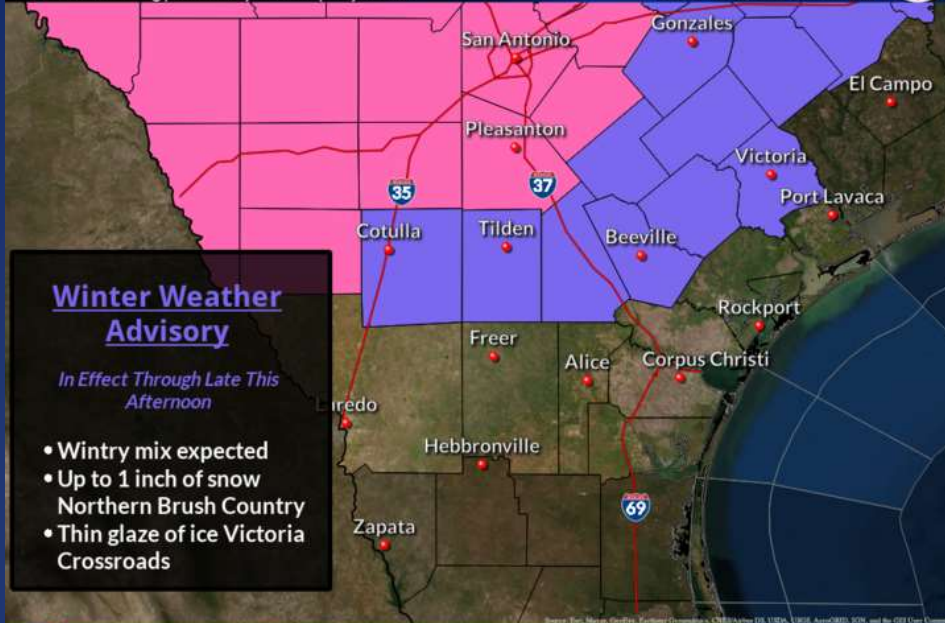 Gonzales
San Antonio
El Campo
Pleasanton
Victoria
35
37
Port Lavaca
Cotulla
Tilden
Beeville
Winter Weather
Advisory
In Effect Through Late This
Afternoon
• Wintry mix expected
• Up to 1 inch of snow
Northern Brush Country
• Thin glaze of ice Victoria
Crossroads
Rockport
Freer
Alice
Corpus Christi
Laredo
Hebbronville
69
Zapata